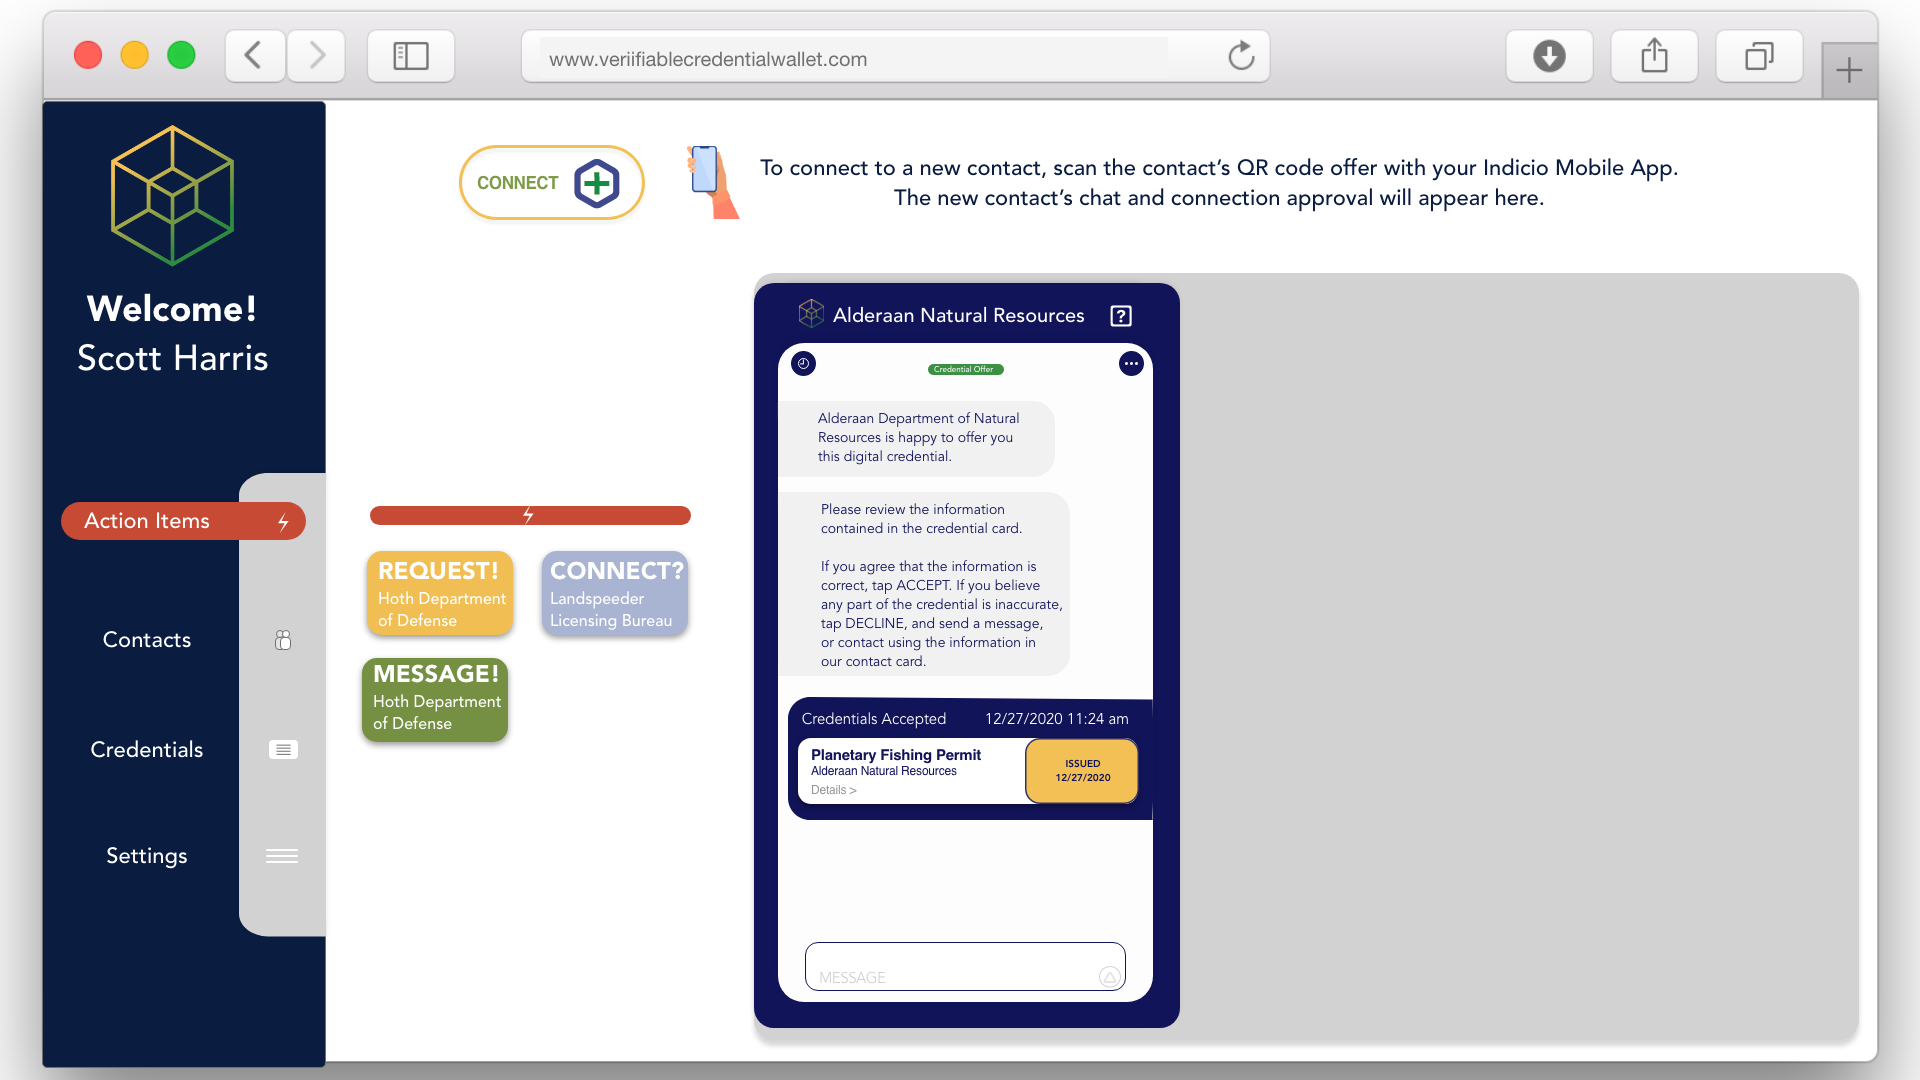 www.veriifiablecredentialwallet.com
CONNECT
To connect to a new contact, scan the contact’s QR code offer with your Indicio Mobile App.
The new contact’s chat and connection approval will appear here.
Welcome!
Scott Harris
Action Items
Contacts
Credentials
Settings
REQUEST!
Hoth Department
of Defense
CONNECT?
Landspeeder
Licensing Bureau
MESSAGE!
Hoth Department
of Defense
Alderaan Natural Resources
?
Credential Offer
Alderaan Department of Natural
Resources is happy to offer you
this digital credential.
Please review the information
contained in the credential card.
If you agree that the information is
correct, tap ACCEPT. If you believe
any part of the credential is inaccurate,
tap DECLINE, and send a message,
or contact using the information in
our contact card.
Credentials Accepted 12/27/2020 11:24 am
Planetary Fishing Permit
Alderaan Natural Resources
Details >
ISSUED
12/27/2020
MESSAGE